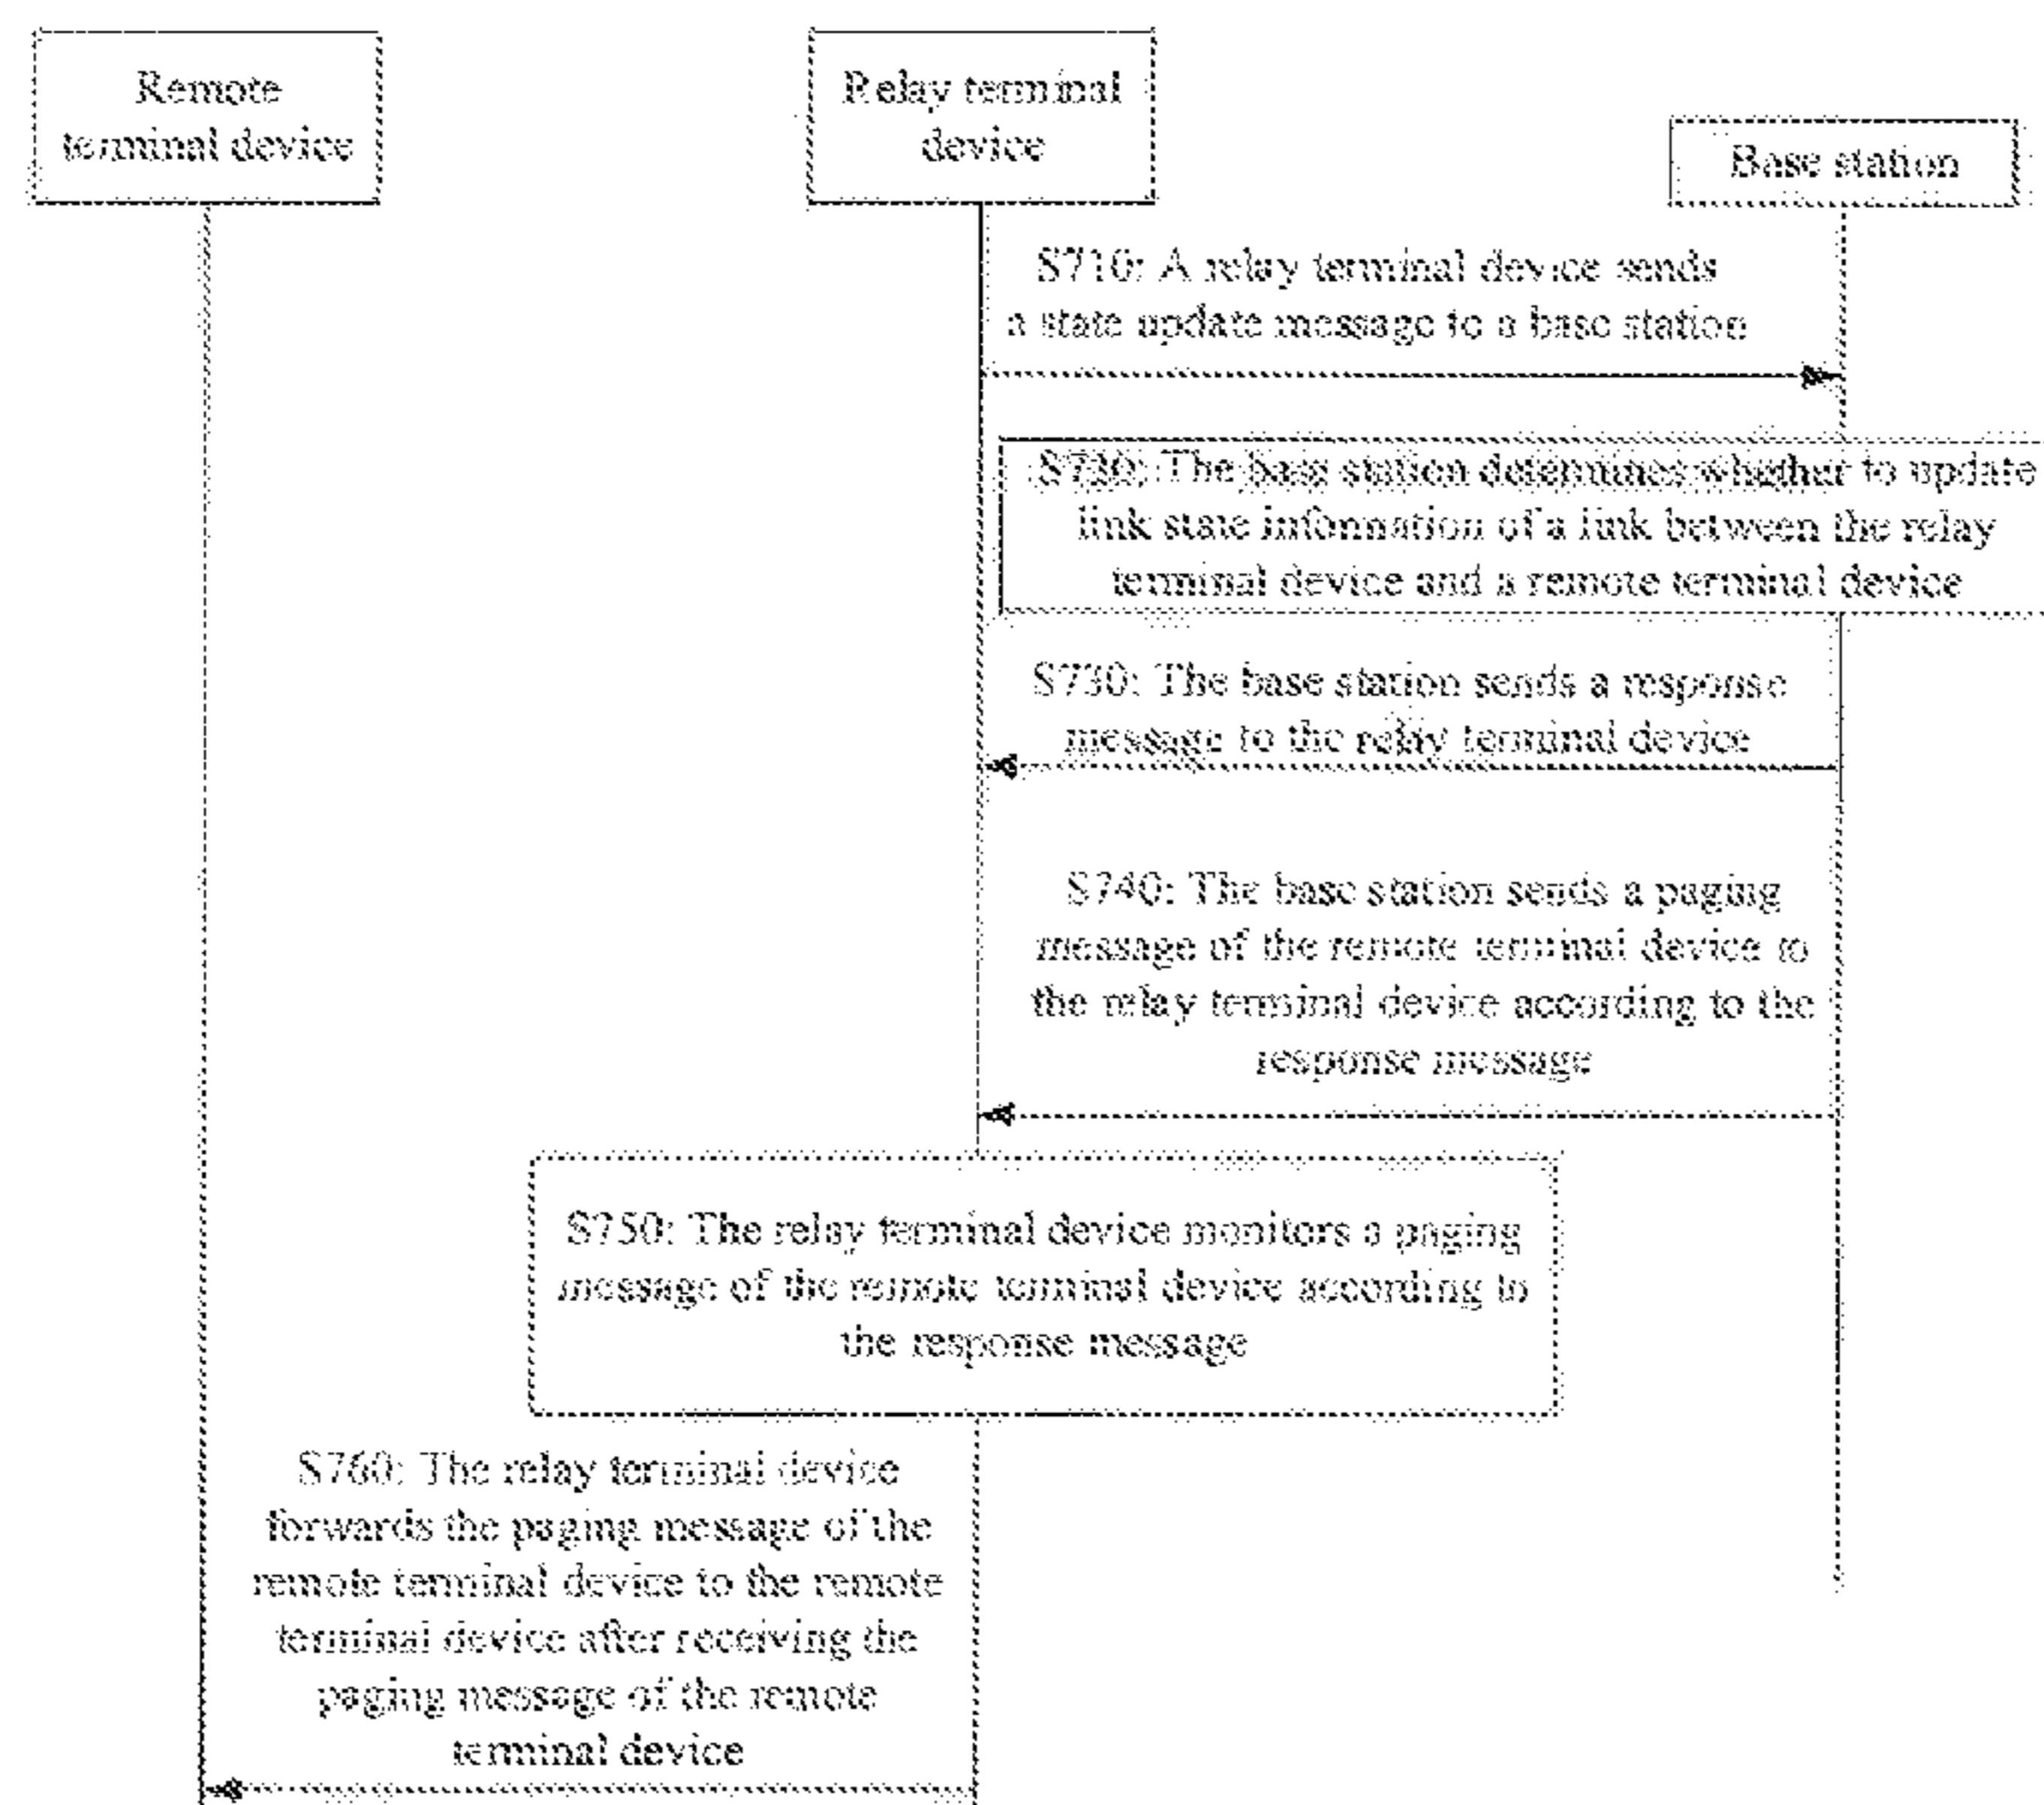 Remote
terminal device
Relay terminal
device
Base station
S710: A relay terminal device sends
a state update message to a base station
The base station determines whether to update
link state information of a link between the relay
terminal device and a remote terminal device
S730: The base station sends a response
message to the relay terminal device
S740: The base station sends a paging
message of the remote terminal device to
the relay terminal device according to the
response message
S750: The relay terminal device monitors a paging
message of the remote terminal device according to
the response message
S760: The relay terminal device
forwards the paging message of the
remote terminal device to the remote
terminal device after receiving the
paging message of the remote
terminal device